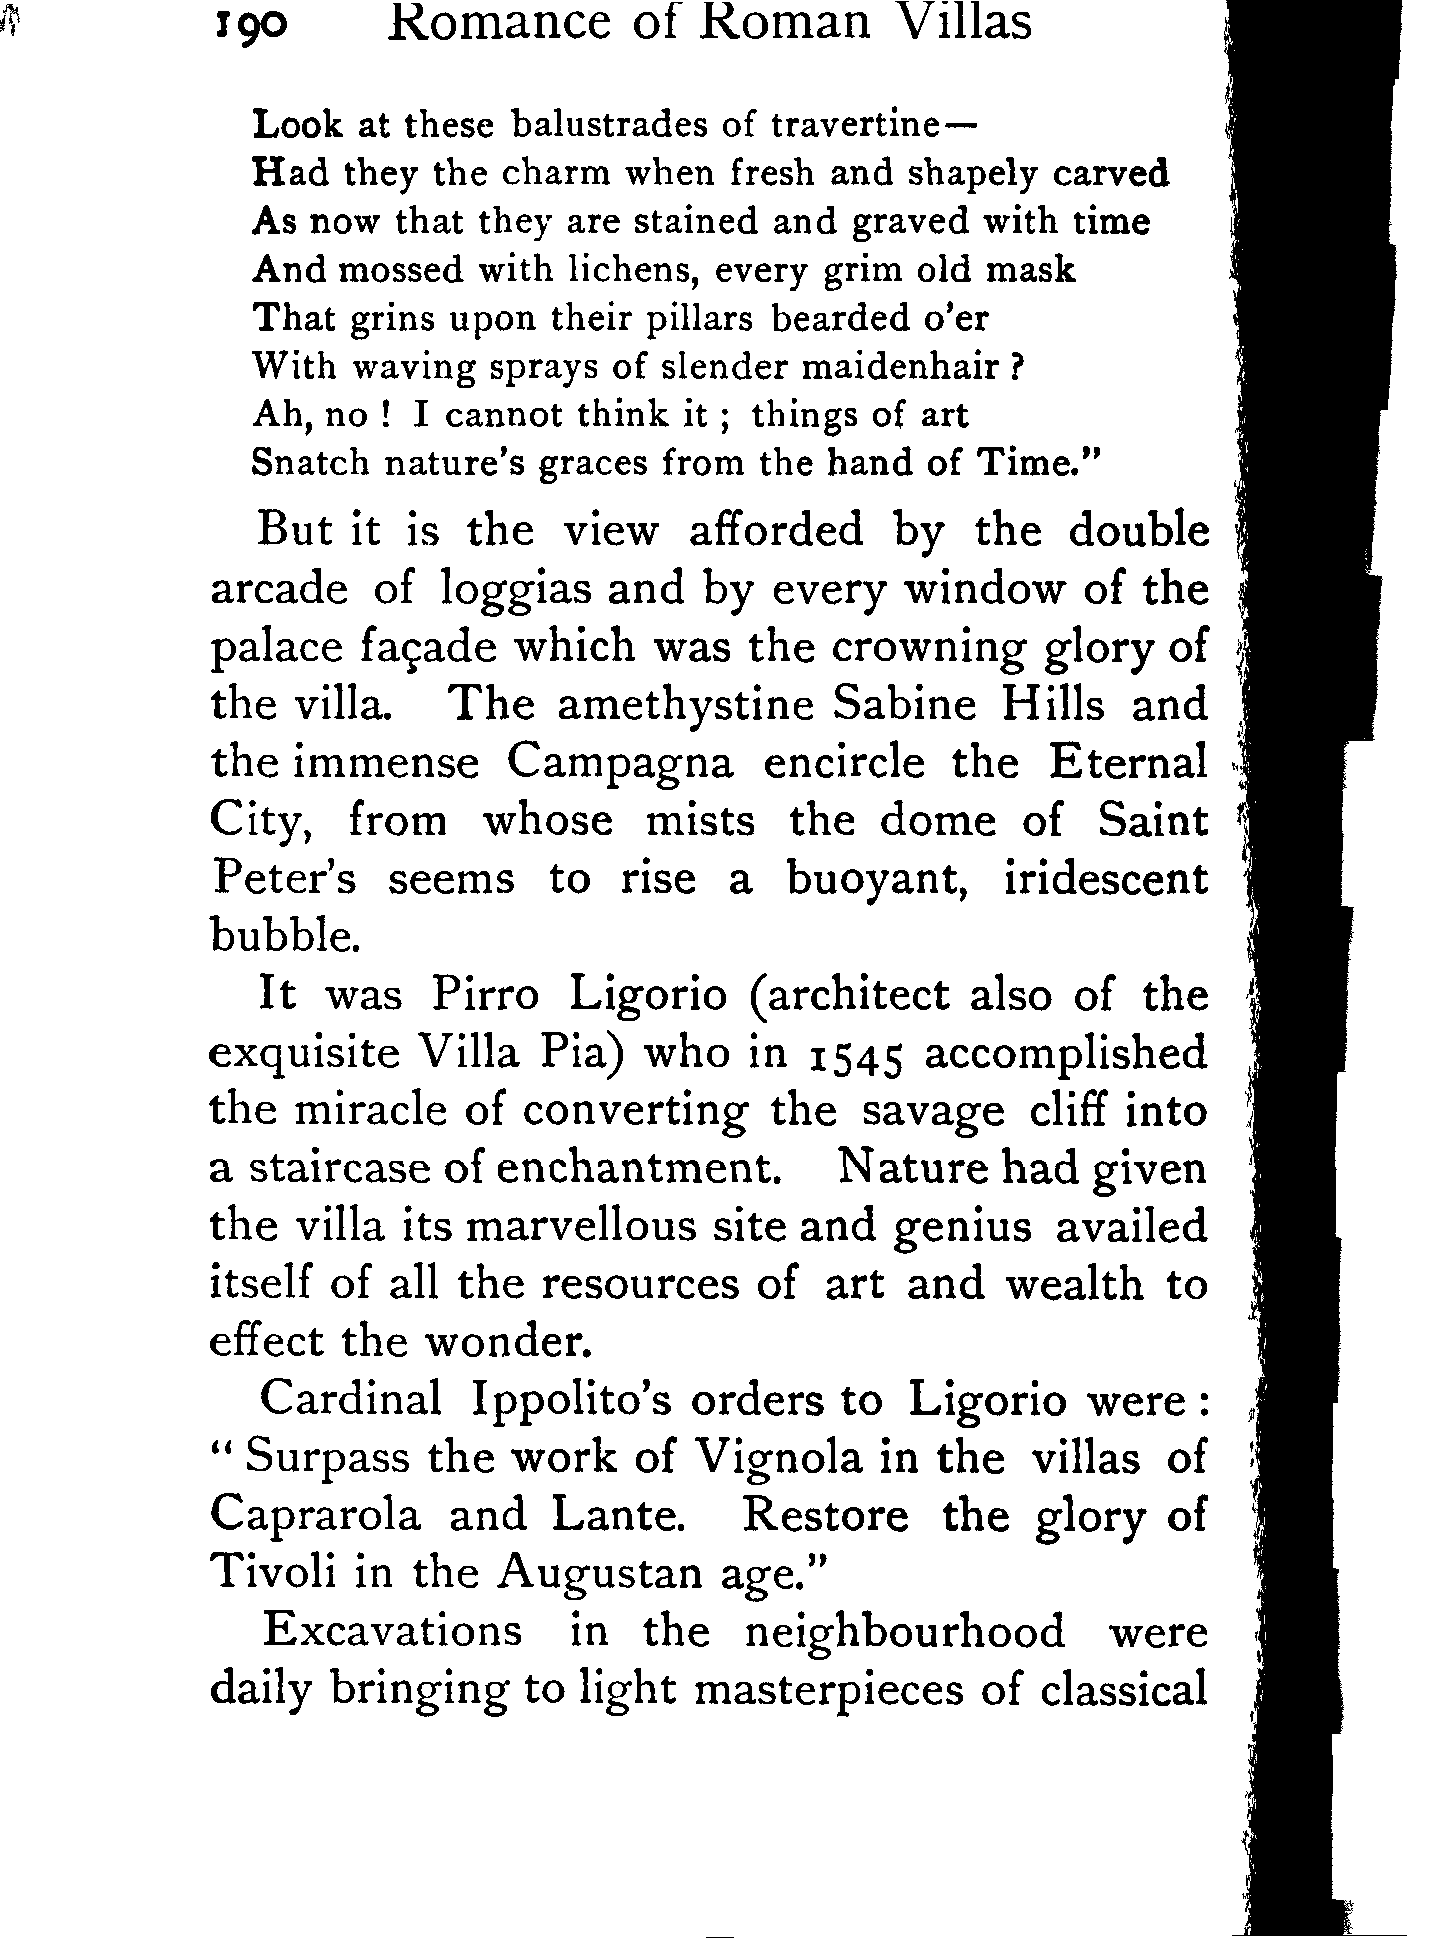 190 Romance of Roman Villas
Look at these balustrades of travertine—
Had they the charm when fresh and shapely carved
As now that they are stained and graved with time
And mossed with lichens, every grim old mask
That grins upon their pillars bearded o'er
With waving sprays of slender maidenhair ?
Ah, no ! I cannot think it ; things of art
Snatch nature's graces from the hand of Time."
But it is the view afforded by the double
arcade of loggias and by every window of the
palace façade which was the crowning glory of
the villa. The amethystine Sabine Hills and
the immense Campagna encircle the Eternal
City, from whose mists the dome of Saint
Peter's seems to rise a buoyant, iridescent
bubble.
It was Pirro Ligorio (architect also of the
exquisite Villa Pia) who in 1545 accomplished
the miracle of converting the savage cliff into
a staircase of enchantment. Nature had given
the villa its marvellous site and genius availed
itself of all the resources of art and wealth to
effect the wonder.
Cardinal Ippolito's orders to Ligorio were :
" Surpass the work of Vignola in the villas of
Caprarola and Lante. Restore the glory of
Tivoli in the Augustan age."
Excavations in the neighbourhood were
daily bringing to light masterpieces of classical